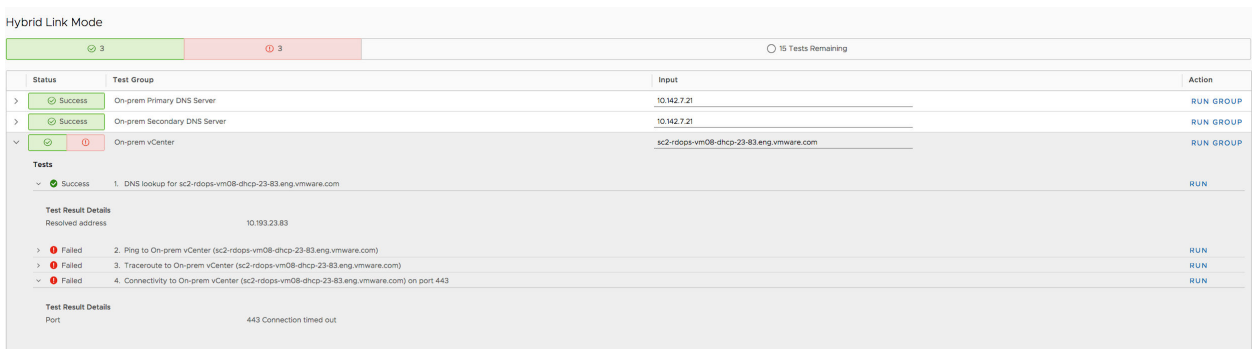 Hybrid Link Mode
3 3 15 Tests Remaining
Status Test Group Input Action
Success On-prem Primary DNS Server 10.142.7.21 RUN GROUP
Success On-prem Secondary DNS Server 10.142.7.21 RUN GROUP
On-prem vCenter sc2-rdops-vm08-dhcp-23-83.eng.vmware.com RUN GROUP
Tests
Success 1. DNS lookup for sc2-rdops-vm08-dhcp-23-83.eng.vmware.com RUN
Test Result Details
Resolved address 10.193.23.83
Failed 2. Ping to On-prem vCenter (sc2-rdops-vm08-dhcp-23-83.eng.vmware.com) RUN
Failed 3. Traceroute to On-prem vCenter (sc2-rdops-vm08-dhcp-23-83.eng.vmware.com) RUN
Failed 4. Connectivity to On-prem vCenter (sc2-rdops-vm08-dhcp-23-83.eng.vmware.com) on port 443 RUN
Test Result Details
Port 443 Connection timed out